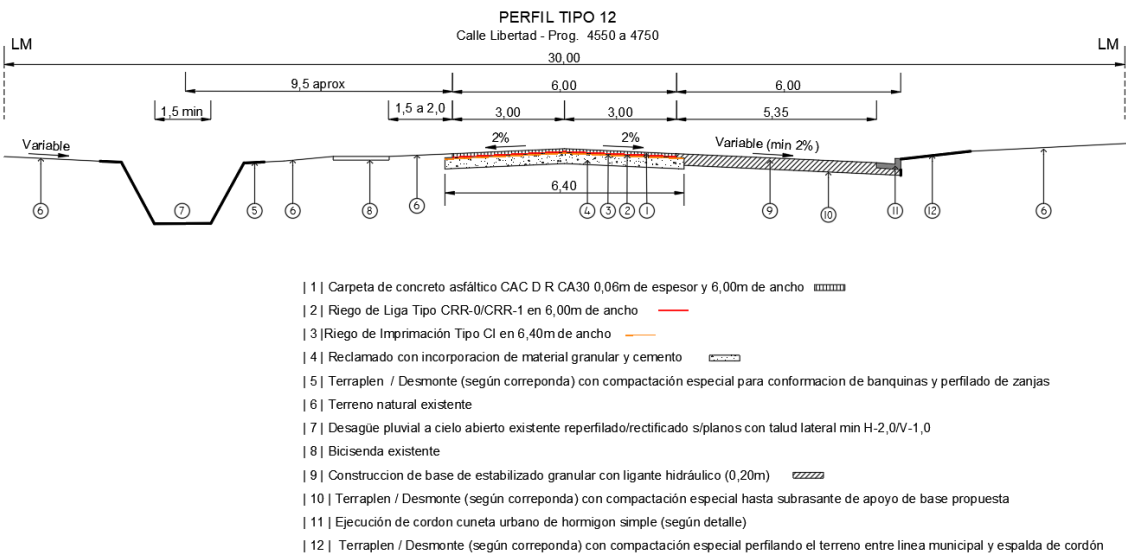 PERFIL TIPO 12
Calle Libertad - Prog. 4550 a 4750
LM LM
30,00
9,5 aprox 6,00 6,00
1,5 min 1,5 a 2,0 3,00 3,00 5,35
Variable 2% 2% Variable (min 2%)
6,40
6 7 5 6 8 6 4 3 2 1 9 10 11 12 6
| 1 | Carpeta de concreto asfáltico CAC D R CA30 0,06m de espesor y 6,00m de ancho
| 2 | Riego de Liga Tipo CRR-0/CRR-1 en 6,00m de ancho
| 3 |Riego de Imprimación Tipo CI en 6,40m de ancho
| 4 | Reclamado con incorporacion de material granular y cemento
| 5 | Terraplen / Desmonte (según correponda) con compactación especial para conformacion de banquinas y perfilado de zanjas
| 6 | Terreno natural existente
| 7 | Desagüe pluvial a cielo abierto existente reperfilado/rectificado s/planos con talud lateral min H-2,0/V-1,0
| 8 | Bicisenda existente
| 9 | Construccion de base de estabilizado granular con ligante hidráulico (0,20m)
| 10 | Terraplen / Desmonte (según correponda) con compactación especial hasta subrasante de apoyo de base propuesta
| 11 | Ejecución de cordon cuneta urbano de hormigon simple (según detalle)
| 12 | Terraplen / Desmonte (según correponda) con compactación especial perfilando el terreno entre linea municipal y espalda de cordón